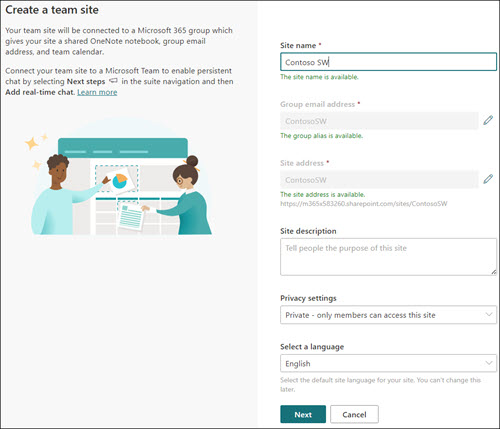 Create a team site
Your team site will be connected to a Microsoft 365 group which
gives your site a shared OneNote notebook, group email
address, and team calendar.
Connect your team site to a Microsoft Team to enable persistent
chat by selecting Next steps in the suite navigation and then
Add real-time chat. Learn more
Site name *
Contoso SW
The site name is available.
Group email address *
ContosoSW
The group alias is available.
Site address *
ContosoSW
The site address is available.
https://m365x583260.sharepoint.com/sites/ContosoSW
Site description
Tell people the purpose of this site
Privacy settings
Private - only members can access this site
Select a language
English
Select the default site language for your site. You can't change this
later.
Next
Cancel